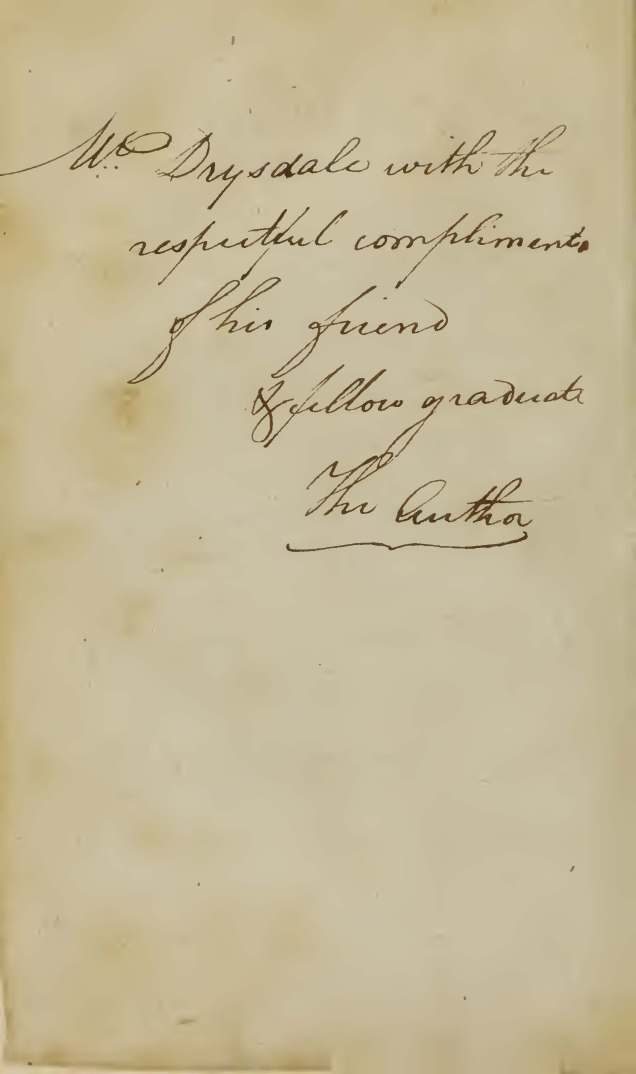 Mr Drysdale with the
respectful compliments
of his friend
& fellow graduate
The Author